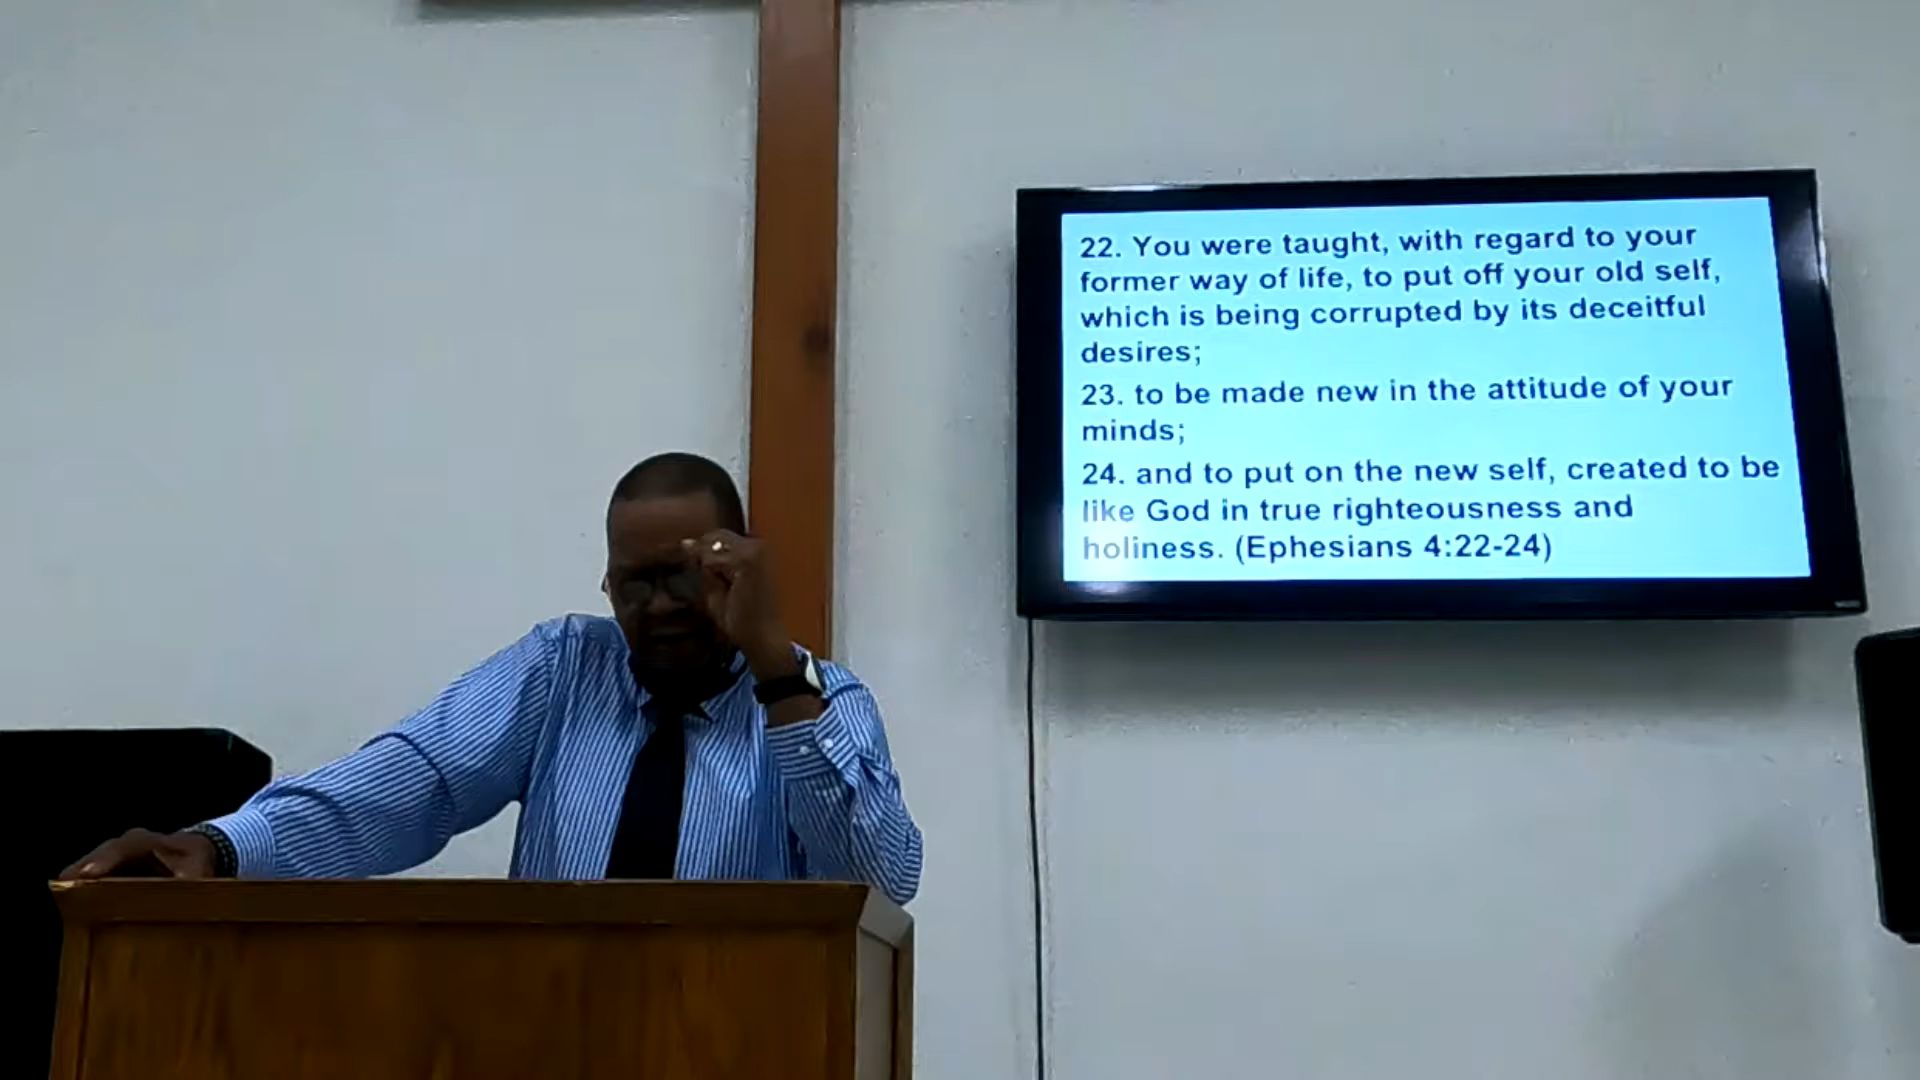 22. You were taught, with regard to your
former way of life, to put off your old self,
which is being corrupted by its deceitful
desires;
23. to be made new in the attitude of your
minds;
24. and to put on the new self, created to be
like God in true righteousness and
holiness. (Ephesians 4:22-24)